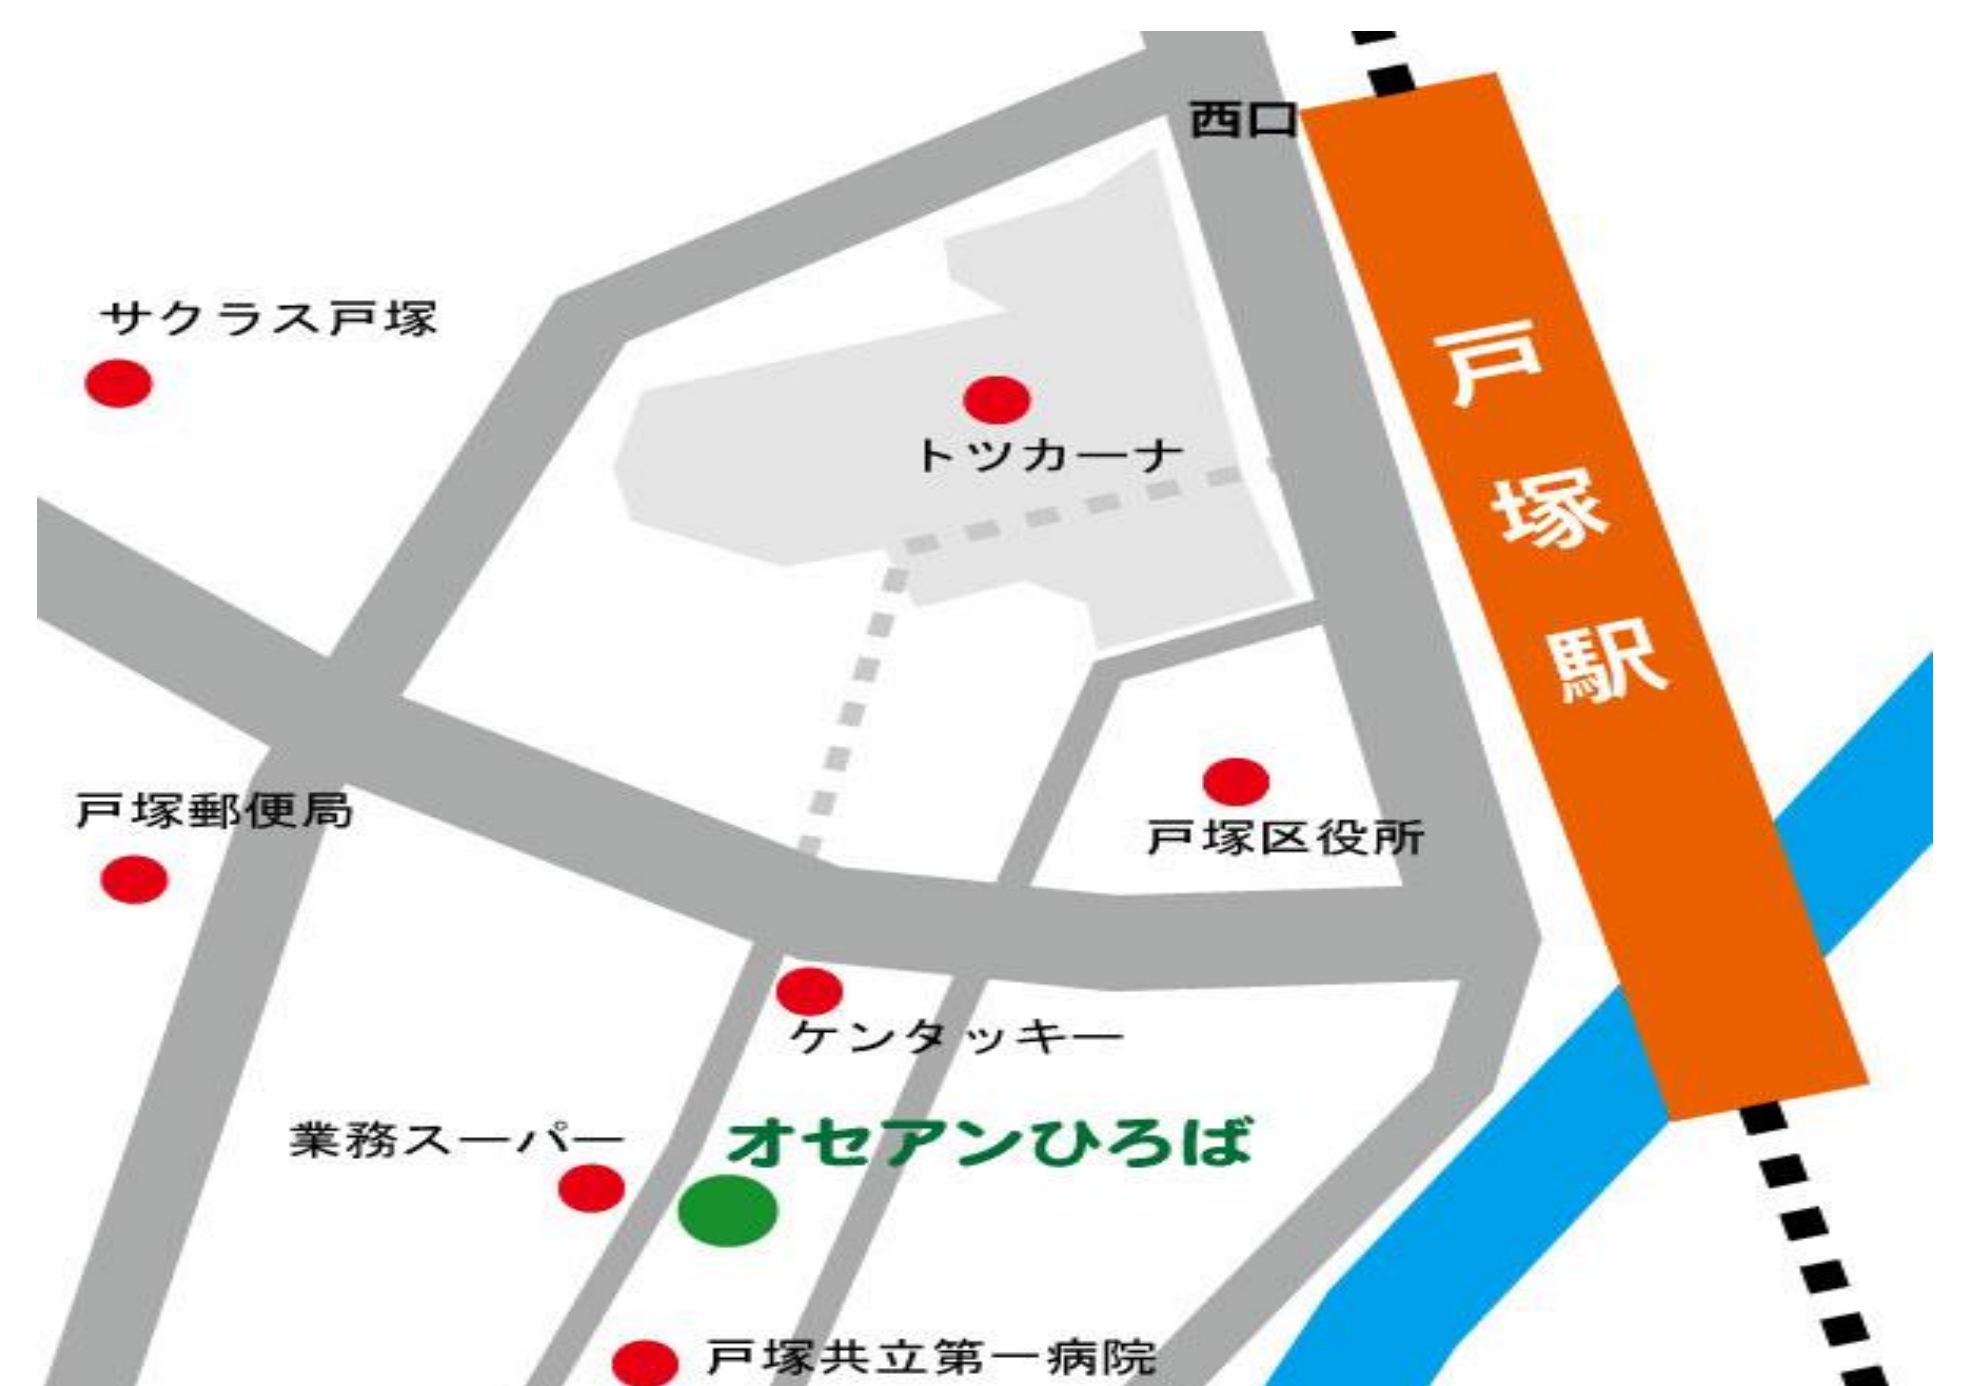 西口
戸塚駅
サクラス戸塚
トツカーナ
戸塚郵便局
戸塚区役所
ケンタッキー
業務スーパー
オセアンひろば
戸塚共立第一病院